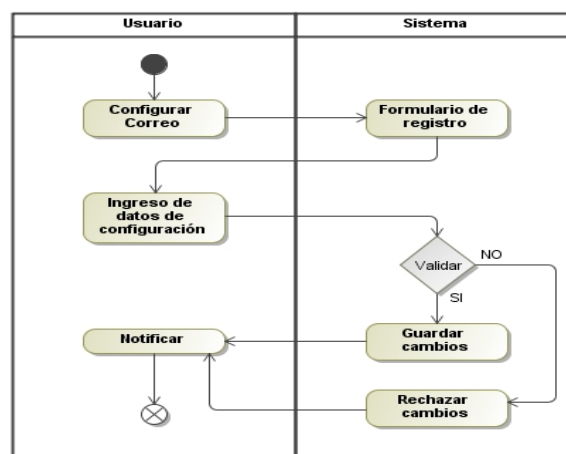 Usuario
Sistema
Configurar
Correo
Formulario de
registro
Ingreso de
datos de
configuración
Validar
NO
SI
Notificar
Guardar
cambios
Rechazar
cambios